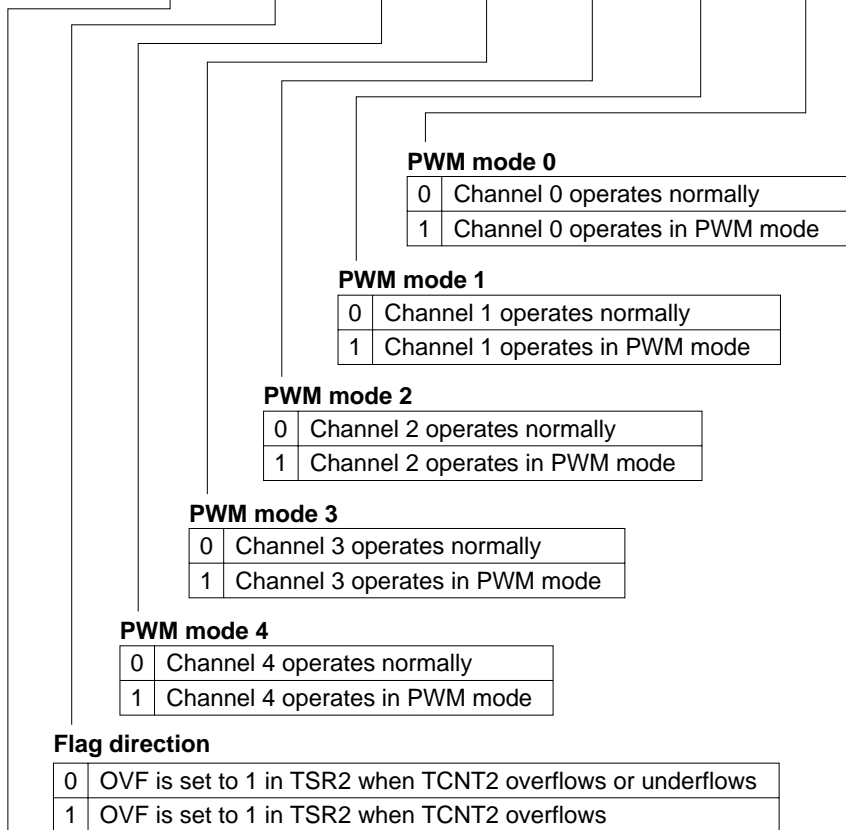 PWM mode 0
0 Channel 0 operates normally
1 Channel 0 operates in PWM mode
PWM mode 1
0 Channel 1 operates normally
1 Channel 1 operates in PWM mode
PWM mode 2
0 Channel 2 operates normally
1 Channel 2 operates in PWM mode
PWM mode 3
0 Channel 3 operates normally
1 Channel 3 operates in PWM mode
PWM mode 4
0 Channel 4 operates normally
1 Channel 4 operates in PWM mode
Flag direction
0 OVF is set to 1 in TSR2 when TCNT2 overflows or underflows
1 OVF is set to 1 in TSR2 when TCNT2 overflows